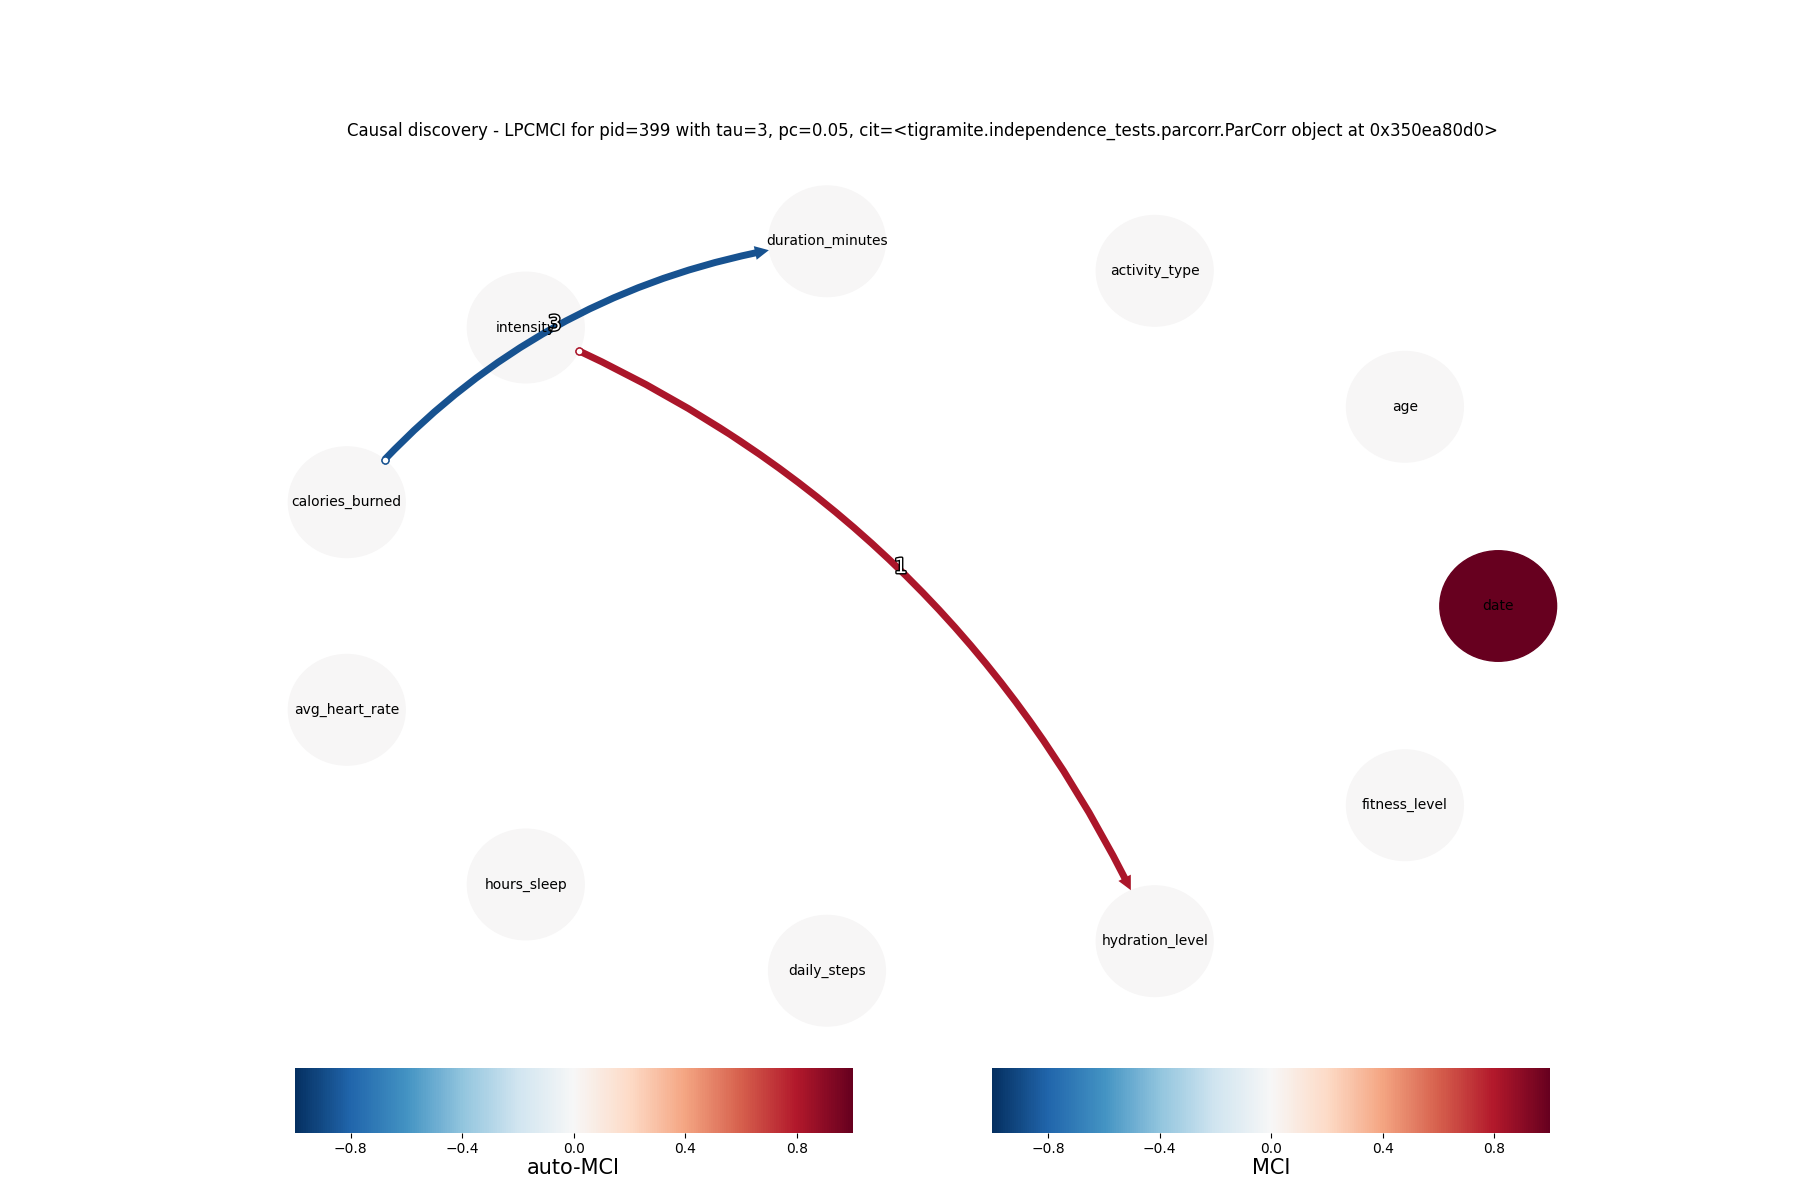 Causal discovery - LPCMCI for pid=399 with tau=3, pc=0.05, cit=<tigramite.independence_tests.parcorr.ParCorr object at 0x350ea80d0>
duration_minutes
activity_type
intensity
3
age
calories_burned
1
date
avg_heart_rate
fitness_level
hours_sleep
hydration_level
daily_steps
−0.8 −0.4 0.0 0.4 0.8
auto-MCI
−0.8 −0.4 0.0 0.4 0.8
MCI